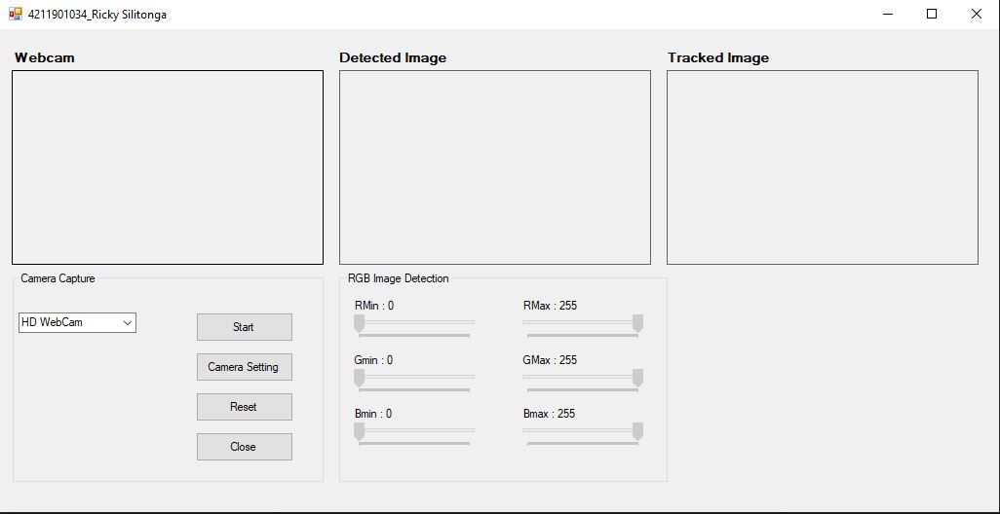 4211901034_Ricky Silitonga
Webcam
Detected Image
Tracked Image
Camera Capture
HD WebCam
Start
Camera Setting
Reset
Close
RGB Image Detection
RMin : 0
RMax : 255
Gmin : 0
GMax : 255
Bmin : 0
Bmax : 255